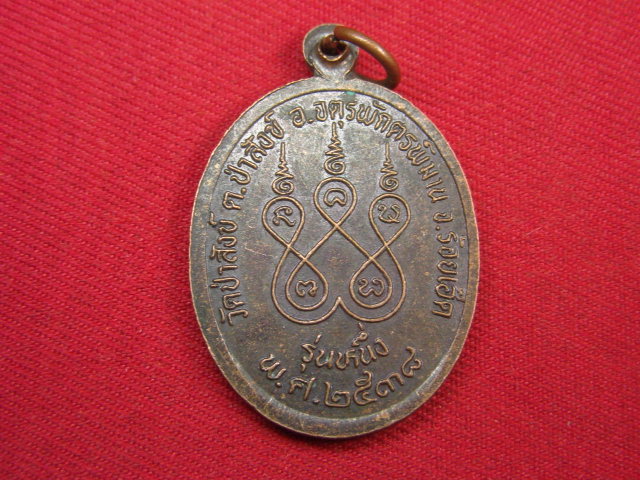 วัดป่าสังข์ ต.ป่าสังข์ อ.จตุรพักตรพิมาน จ.ร้อยเอ็ด
รุ่นหนึ่ง
พ.ศ.๒๕๓๘